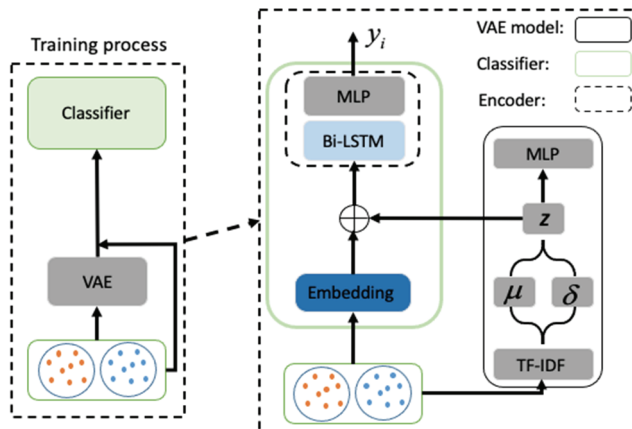 Training process
Classifier
VAE
y_i
MLP
Bi-LSTM
Embedding
VAE model:
Classifier:
Encoder:
MLP
z
μ
δ
TF-IDF